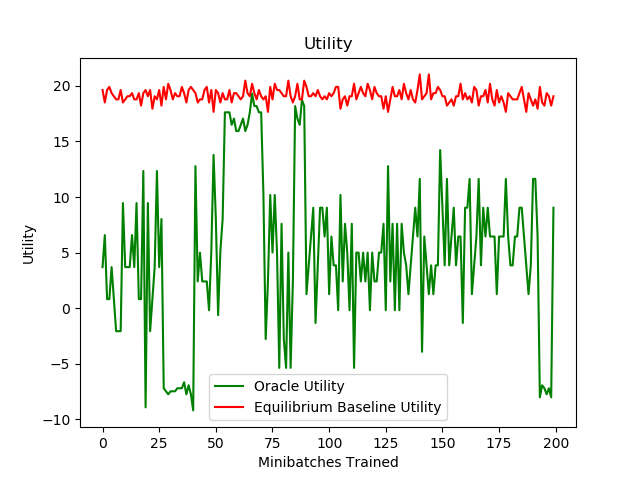 Utility
20
15
10
5
0
−5
−10
Utility
Oracle Utility
Equilibrium Baseline Utility
0 25 50 75 100 125 150 175 200
Minibatches Trained